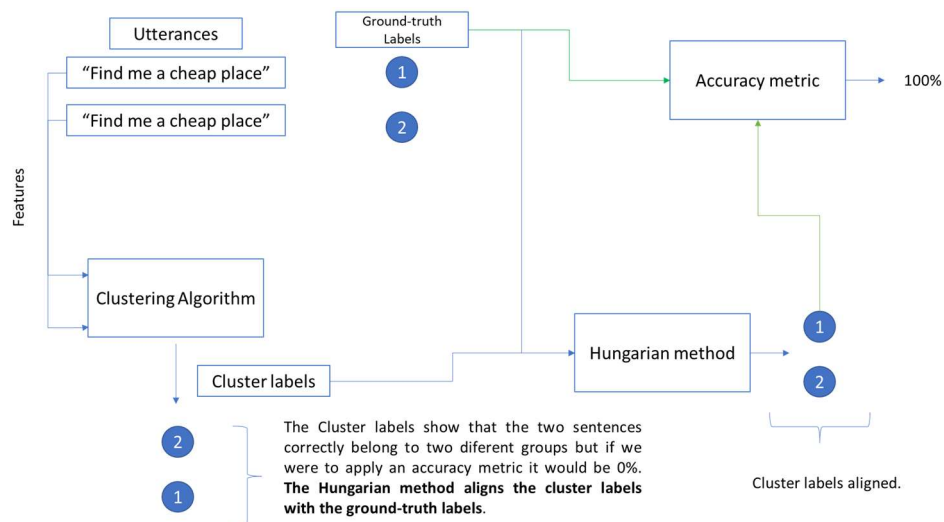 Utterances
Ground-truth
Labels
“Find me a cheap place”
1
“Find me a cheap place”
2
Features
Accuracy metric
100%
Clustering Algorithm
Cluster labels
Hungarian method
1
2
2
1
The Cluster labels show that the two sentences
correctly belong to two diferent groups but if we
were to apply an accuracy metric it would be 0%.
The Hungarian method aligns the cluster labels
with the ground-truth labels.
Cluster labels aligned.